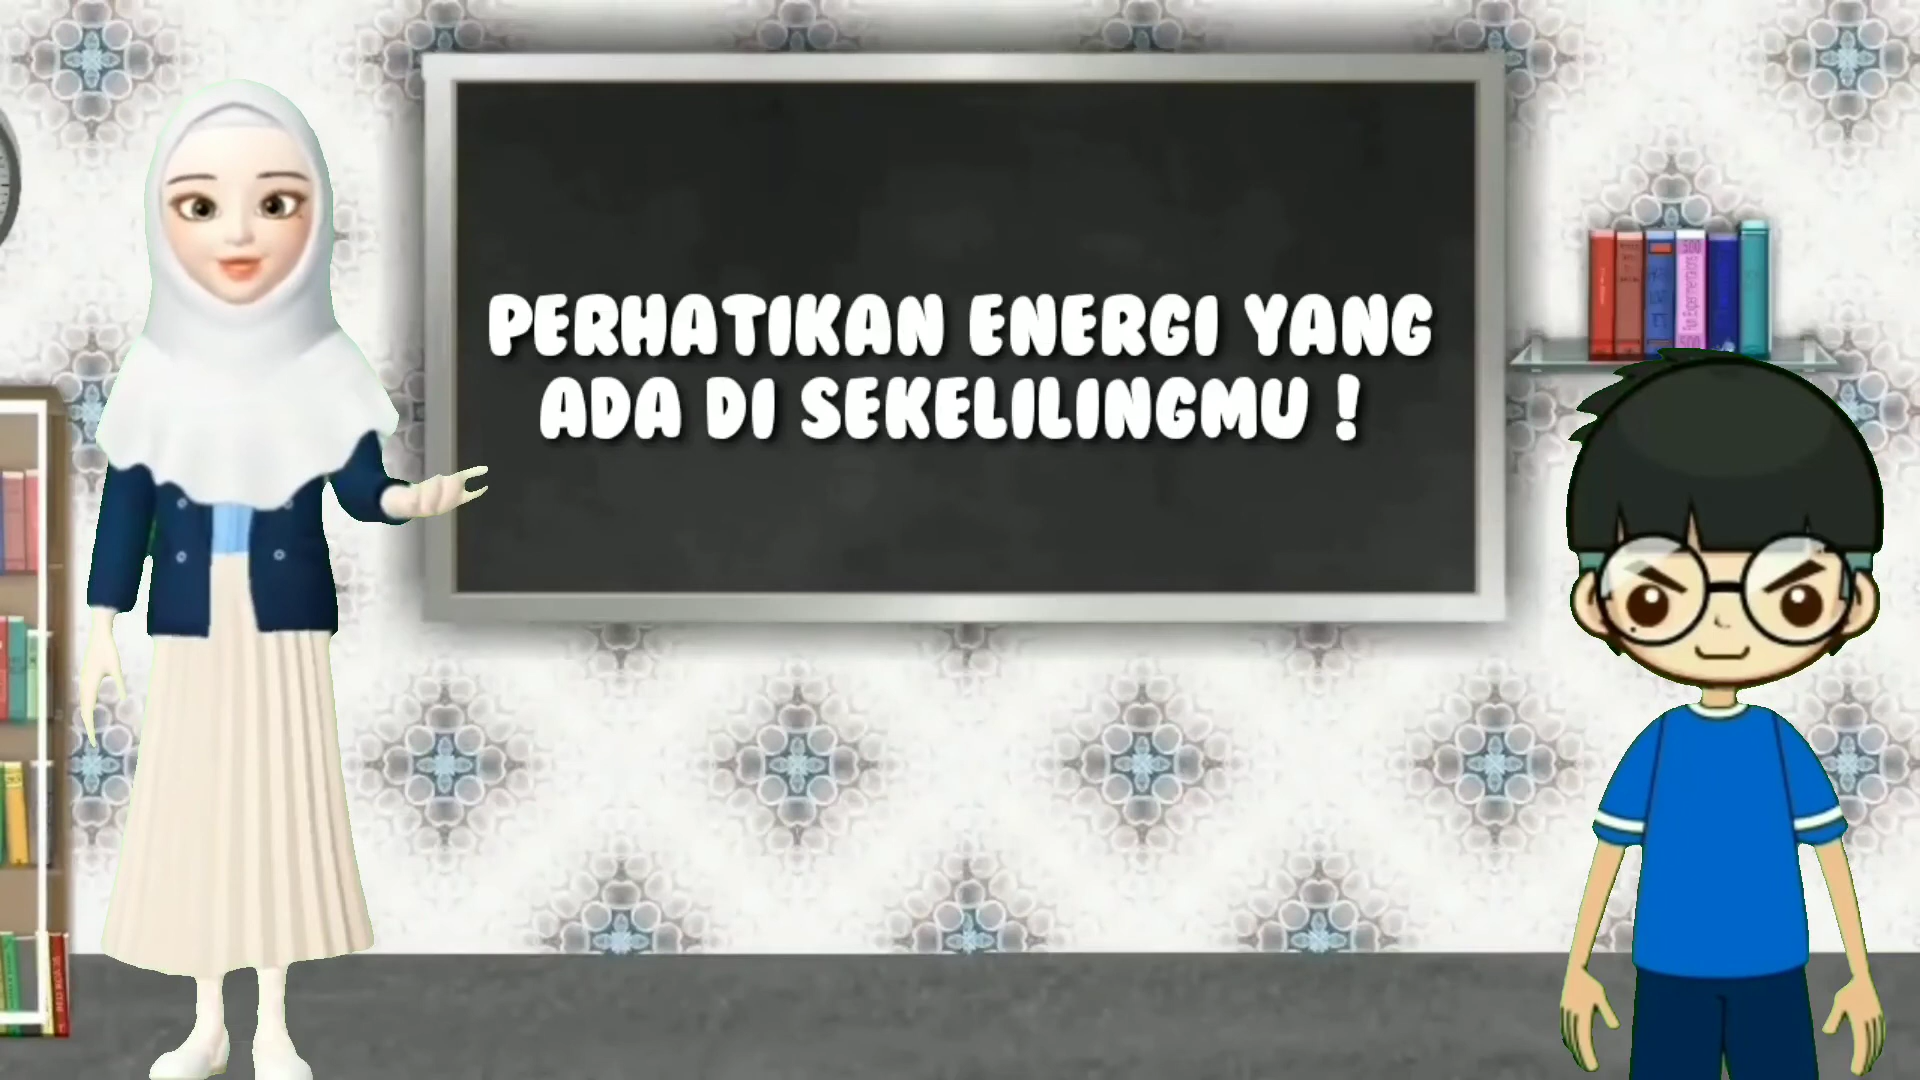 PERHATIKAN ENERGI YANG
ADA DI SEKELILINGMU !